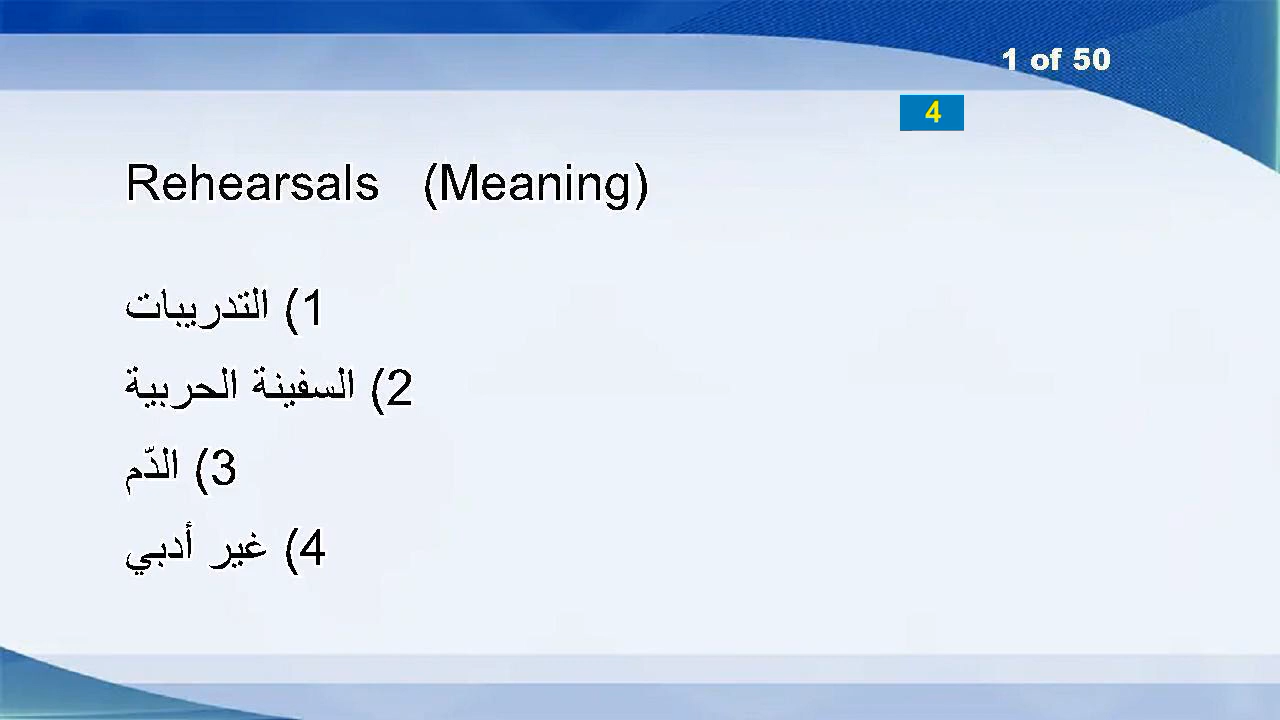 1 of 50
4
Rehearsals (Meaning)
1) التدريبات
2) السفينة الحربية
3) الدّم
4) غير أدبي